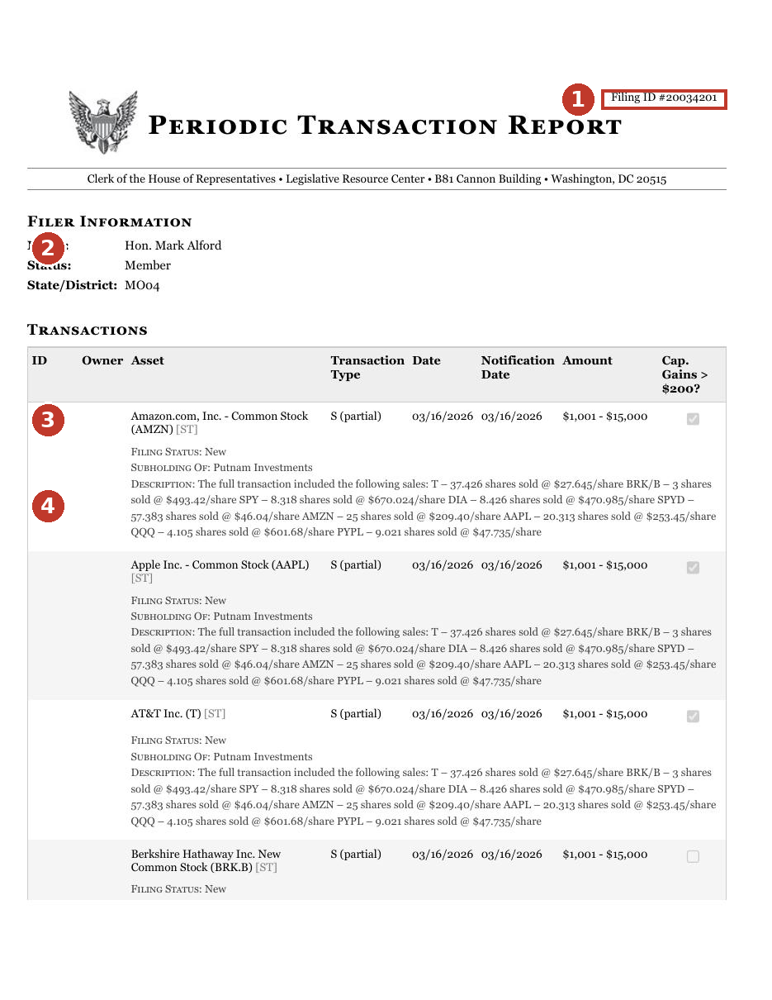 1
Filing ID #20034201
Periodic Transaction Report
Clerk of the House of Representatives • Legislative Resource Center • B81 Cannon Building • Washington, DC 20515
Filer Information
2
Hon. Mark Alford
Status: Member
State/District: MO04
Transactions
ID Owner Asset Transaction Type Date Notification Date Amount Cap. Gains > $200?
3
Amazon.com, Inc. - Common Stock S (partial) 03/16/2026 03/16/2026 $1,001 - $15,000
(AMZN) [ST]
Filing Status: New
Subholding Of: Putnam Investments
Description: The full transaction included the following sales: T – 37.426 shares sold @ $27.645/share BRK/B – 3 shares
4
sold @ $493.42/share SPY – 8.318 shares sold @ $670.024/share DIA – 8.426 shares sold @ $470.985/share SPYD –
57.383 shares sold @ $46.04/share AMZN – 25 shares sold @ $209.40/share AAPL – 20.313 shares sold @ $253.45/share
QQQ – 4.105 shares sold @ $601.68/share PYPL – 9.021 shares sold @ $47.735/share
Apple Inc. - Common Stock (AAPL) S (partial) 03/16/2026 03/16/2026 $1,001 - $15,000
[ST]
Filing Status: New
Subholding Of: Putnam Investments
Description: The full transaction included the following sales: T – 37.426 shares sold @ $27.645/share BRK/B – 3 shares
sold @ $493.42/share SPY – 8.318 shares sold @ $670.024/share DIA – 8.426 shares sold @ $470.985/share SPYD –
57.383 shares sold @ $46.04/share AMZN – 25 shares sold @ $209.40/share AAPL – 20.313 shares sold @ $253.45/share
QQQ – 4.105 shares sold @ $601.68/share PYPL – 9.021 shares sold @ $47.735/share
AT&T Inc. (T) [ST] S (partial) 03/16/2026 03/16/2026 $1,001 - $15,000
Filing Status: New
Subholding Of: Putnam Investments
Description: The full transaction included the following sales: T – 37.426 shares sold @ $27.645/share BRK/B – 3 shares
sold @ $493.42/share SPY – 8.318 shares sold @ $670.024/share DIA – 8.426 shares sold @ $470.985/share SPYD –
57.383 shares sold @ $46.04/share AMZN – 25 shares sold @ $209.40/share AAPL – 20.313 shares sold @ $253.45/share
QQQ – 4.105 shares sold @ $601.68/share PYPL – 9.021 shares sold @ $47.735/share
Berkshire Hathaway Inc. New S (partial) 03/16/2026 03/16/2026 $1,001 - $15,000
Common Stock (BRK.B) [ST]
Filing Status: New